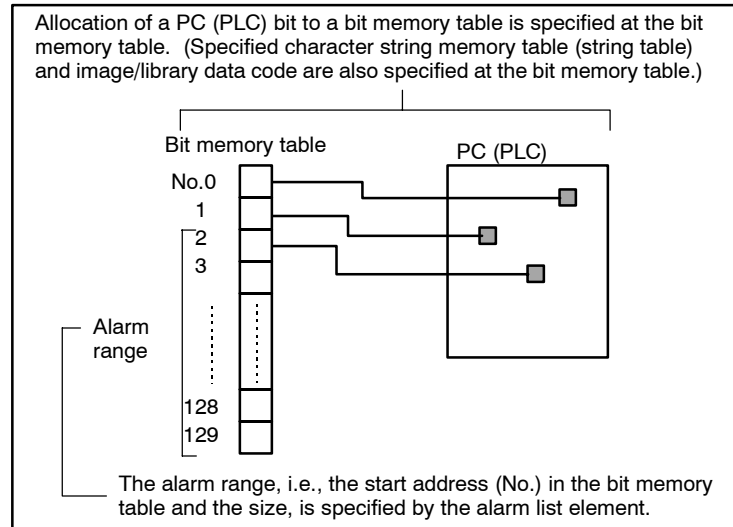 Allocation of a PC (PLC) bit to a bit memory table is specified at the bit
memory table.  (Specified character string memory table (string table)
and image/library data code are also specified at the bit memory table.)
Bit memory table
PC (PLC)
No.0
1
2
3
Alarm
range
128
129
The alarm range, i.e., the start address (No.) in the bit memory
table and the size, is specified by the alarm list element.